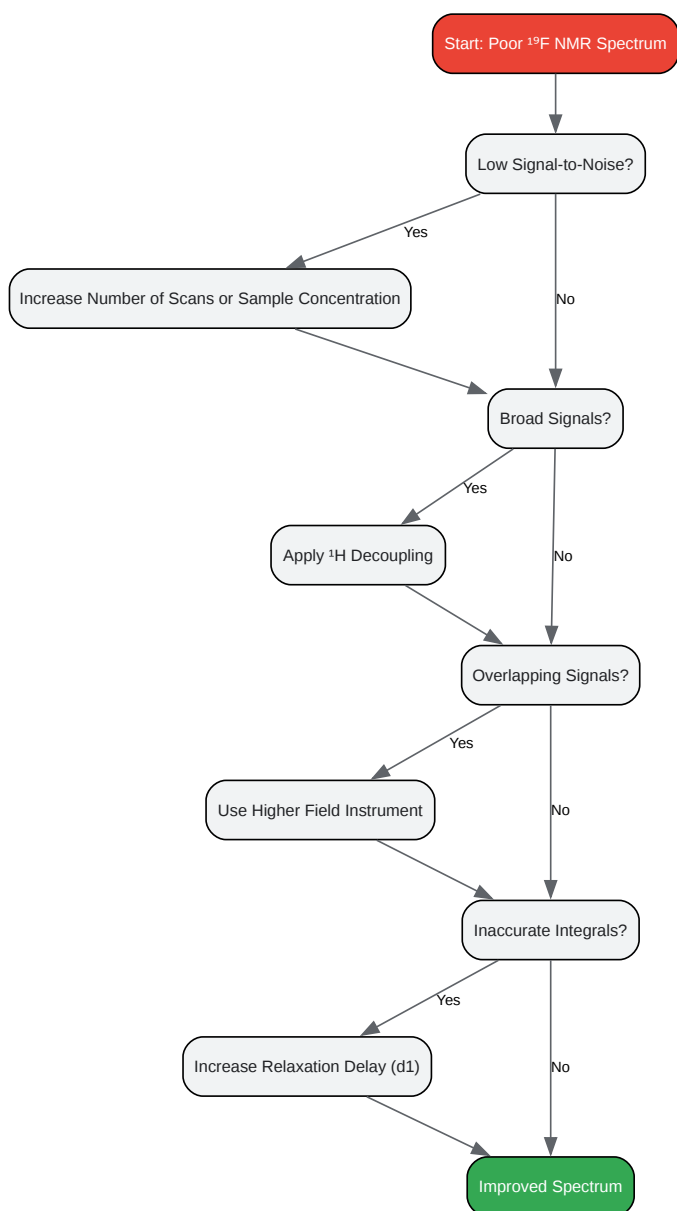 Start: Poor ¹⁹F NMR Spectrum
Low Signal-to-Noise?
Yes
Increase Number of Scans or Sample Concentration
No
Broad Signals?
Yes
Apply ¹H Decoupling
No
Overlapping Signals?
Yes
Use Higher Field Instrument
No
Inaccurate Integrals?
Yes
Increase Relaxation Delay (d1)
No
Improved Spectrum